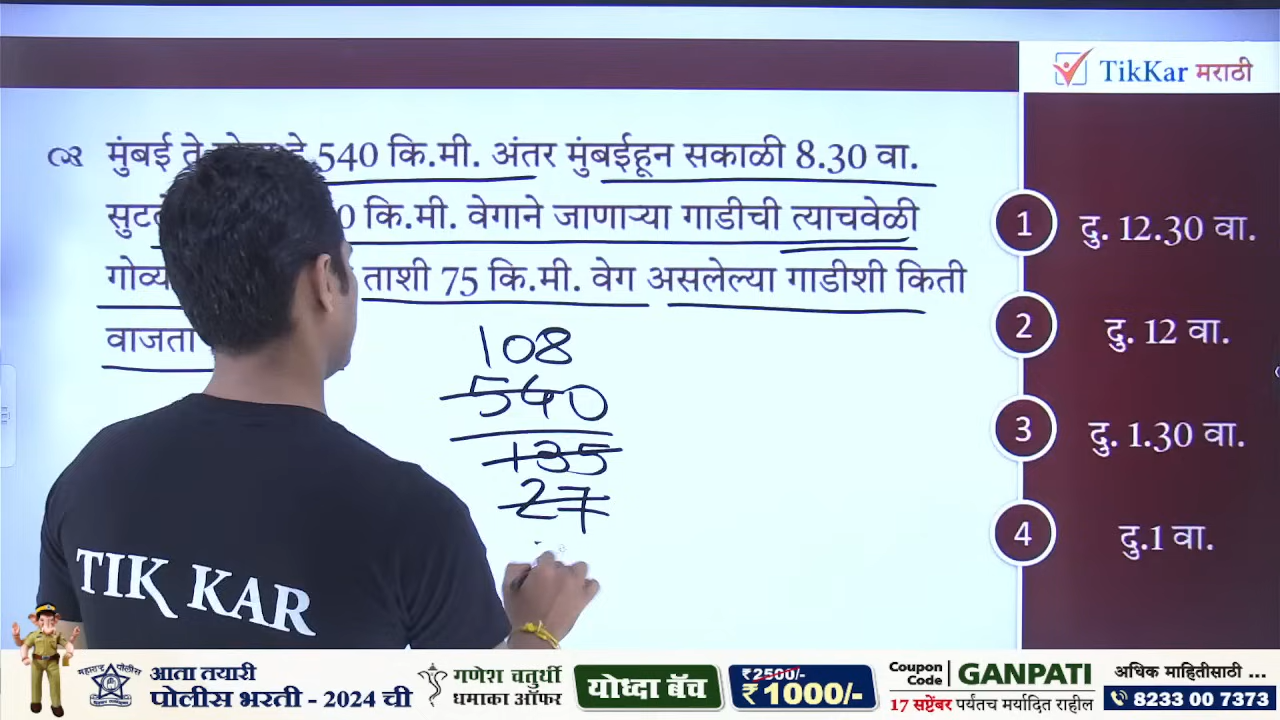 TikKar मराठी
मुंबई ते 540 कि.मी. अंतर मुंबईहून सकाळी 8.30 वा.
कि.मी. वेगाने जाणाऱ्या गाडीची त्याचवेळी
ताशी 75 कि.मी. वेग असलेल्या गाडीशी किती
वाजता
108
540
135
27
1 दु. 12.30 वा.
2 दु. 12 वा.
3 दु. 1.30 वा.
4 दु.1 वा.
TIK KAR
महाराष्ट्र पोलीस
आता तयारी
पोलीस भरती - 2024 ची
गणेश चतुर्थी
धमाका ऑफर
योध्दा बॅच
₹2500/-
₹1000/-
Coupon Code GANPATI
17 सप्टेंबर पर्यंतच मर्यादित राहील
अधिक माहितीसाठी ...
8233 00 7373